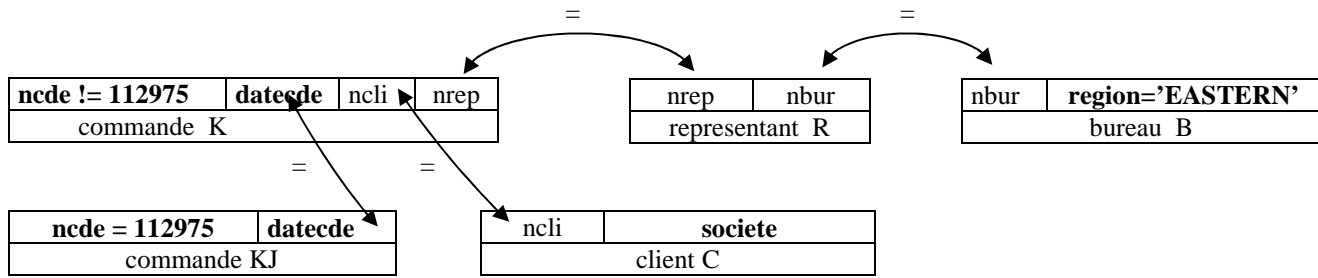 = =
ncde != 112975 datecde ncli nrep nrep nbur nbur region=’EASTERN’
commande K representant R bureau B
= =
ncde = 112975 datecde ncli societe
commande KJ client C